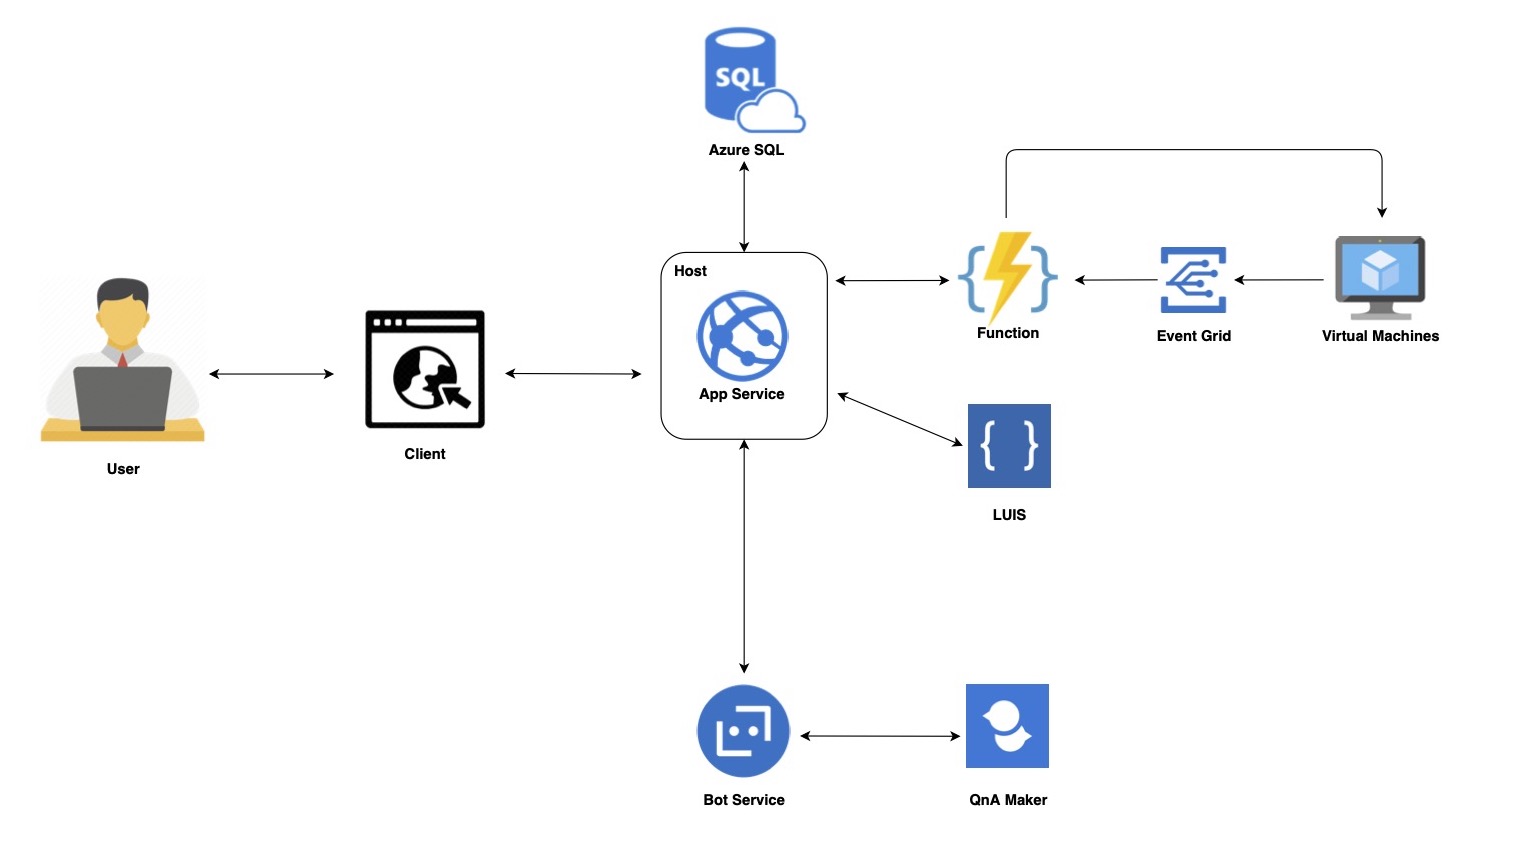 SQL
Azure SQL
Host
App Service
User
Client
Function
Event Grid
Virtual Machines
LUIS
Bot Service
QnA Maker